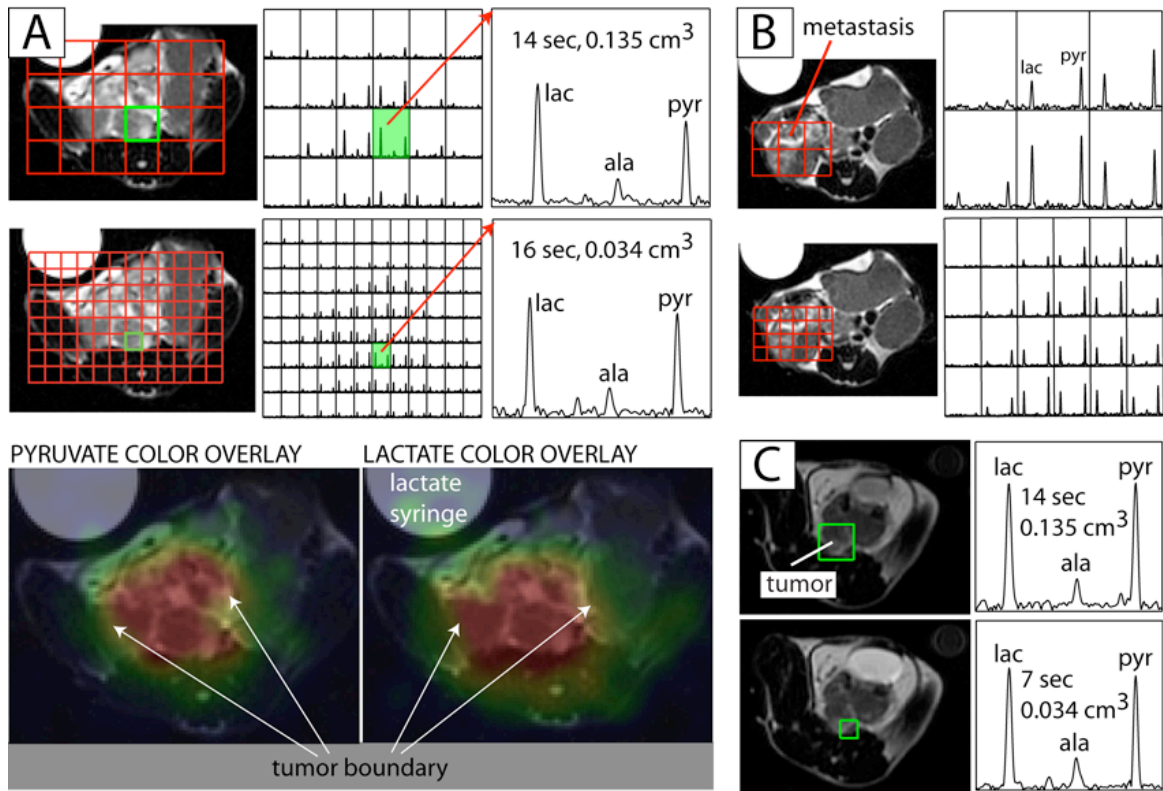 A
14 sec, 0.135 cm³
lac
pyr
ala
16 sec, 0.034 cm³
lac
pyr
ala
PYRUVATE COLOR OVERLAY
LACTATE COLOR OVERLAY
lactate
syringe
tumor boundary
B
metastasis
lac
pyr
C
tumor
lac
pyr
14 sec
0.135 cm³
ala
lac
pyr
7 sec
0.034 cm³
ala